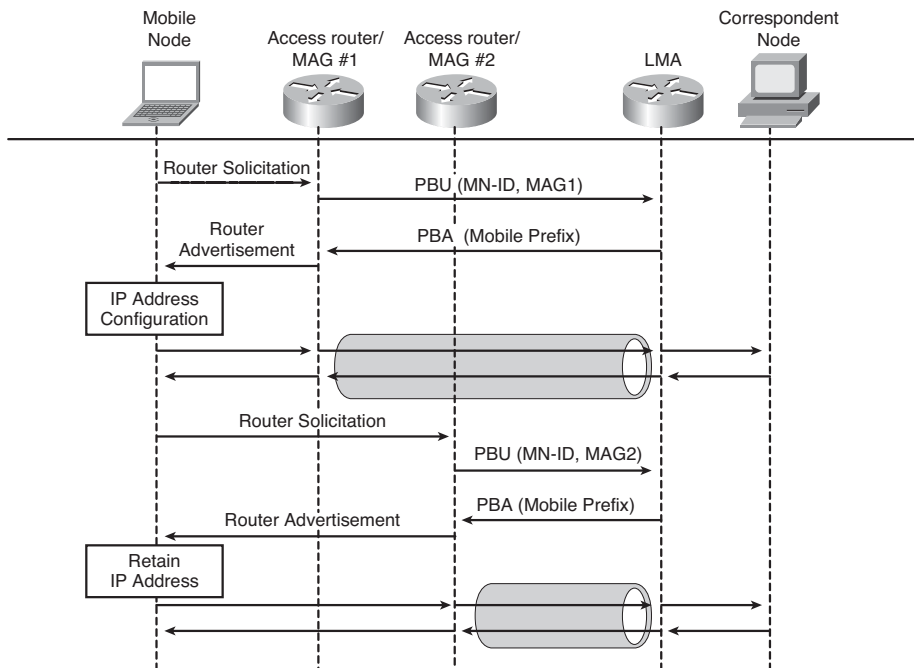 Mobile
Node
Access router/
MAG #1
Access router/
MAG #2
LMA
Correspondent
Node
Router Solicitation
PBU (MN-ID, MAG1)
Router
Advertisement
PBA (Mobile Prefix)
IP Address
Configuration
Router Solicitation
PBU (MN-ID, MAG2)
PBA (Mobile Prefix)
Router Advertisement
Retain
IP Address